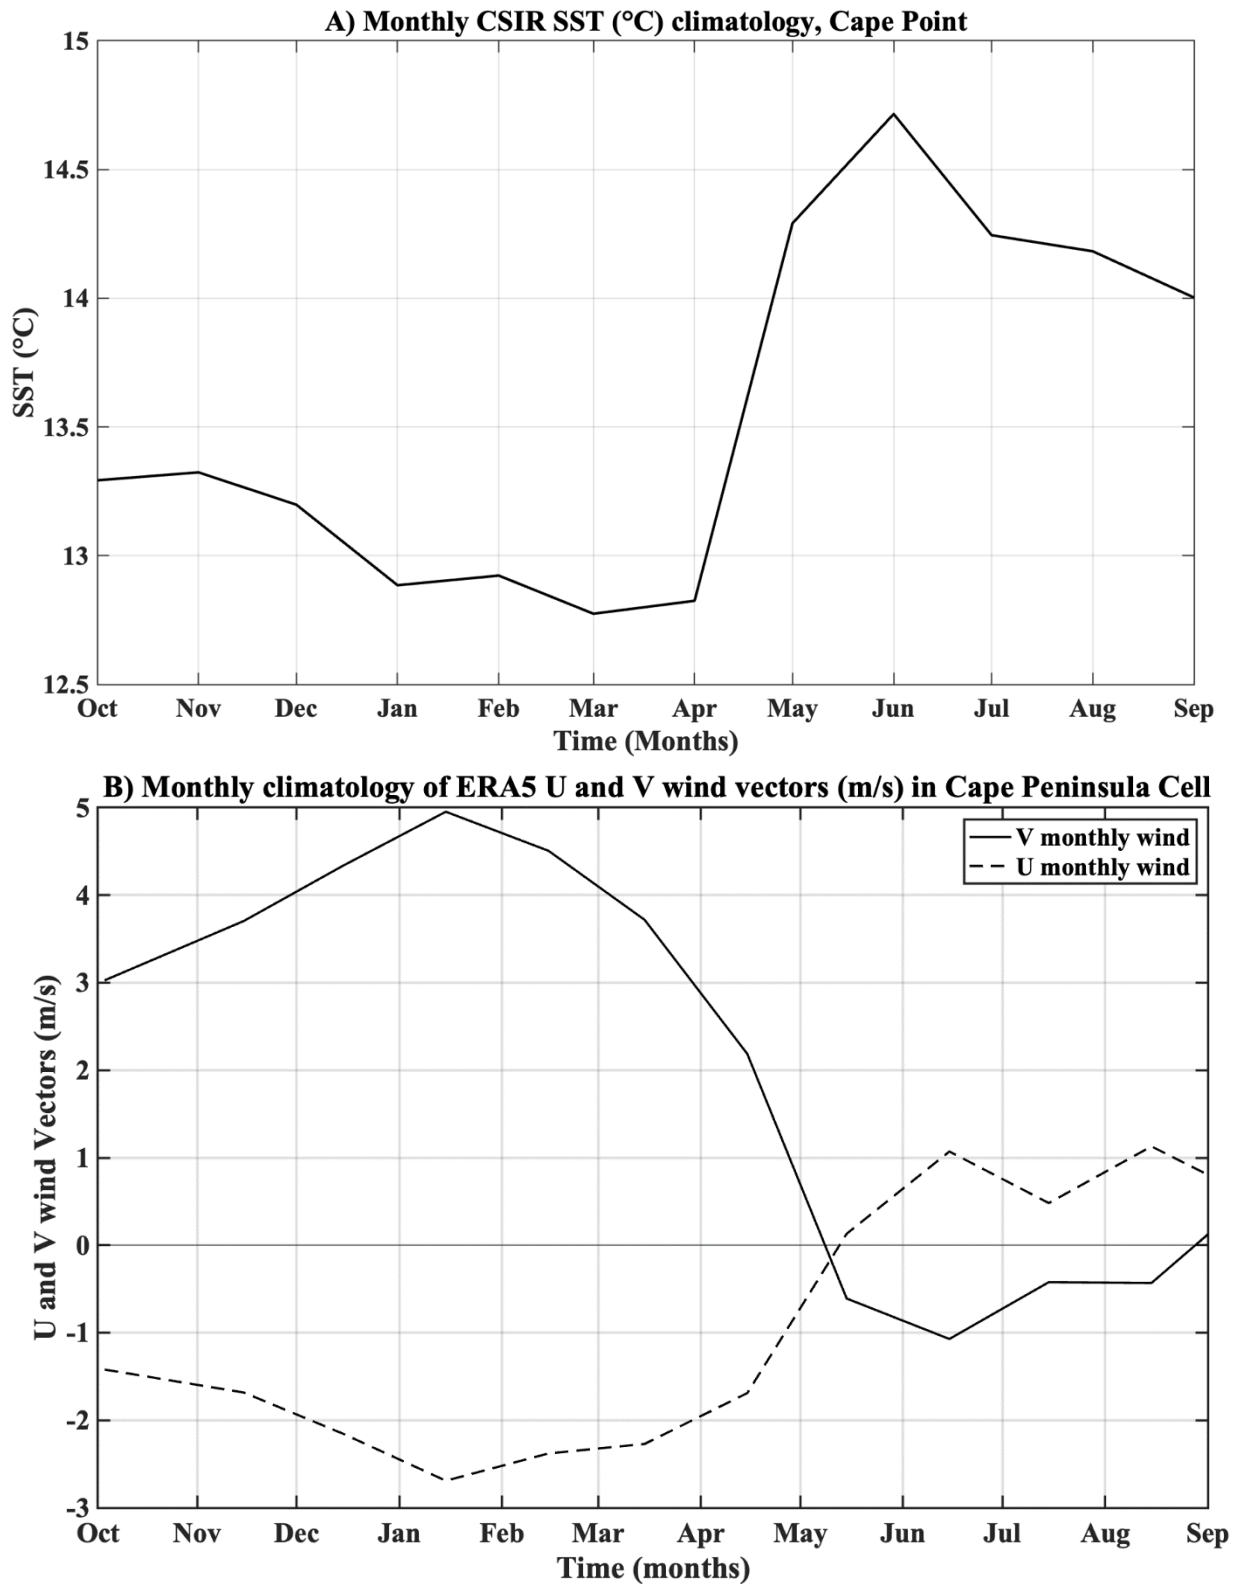 A) Monthly CSIR SST (°C) climatology, Cape Point
15
14.5
14
13.5
13
12.5
SST (°C)
Oct Nov Dec Jan Feb Mar Apr May Jun Jul Aug Sep
Time (Months)
B) Monthly climatology of ERA5 U and V wind vectors (m/s) in Cape Peninsula Cell
5
4
3
2
1
0
-1
-2
-3
U and V wind Vectors (m/s)
V monthly wind
U monthly wind
Oct Nov Dec Jan Feb Mar Apr May Jun Jul Aug Sep
Time (months)